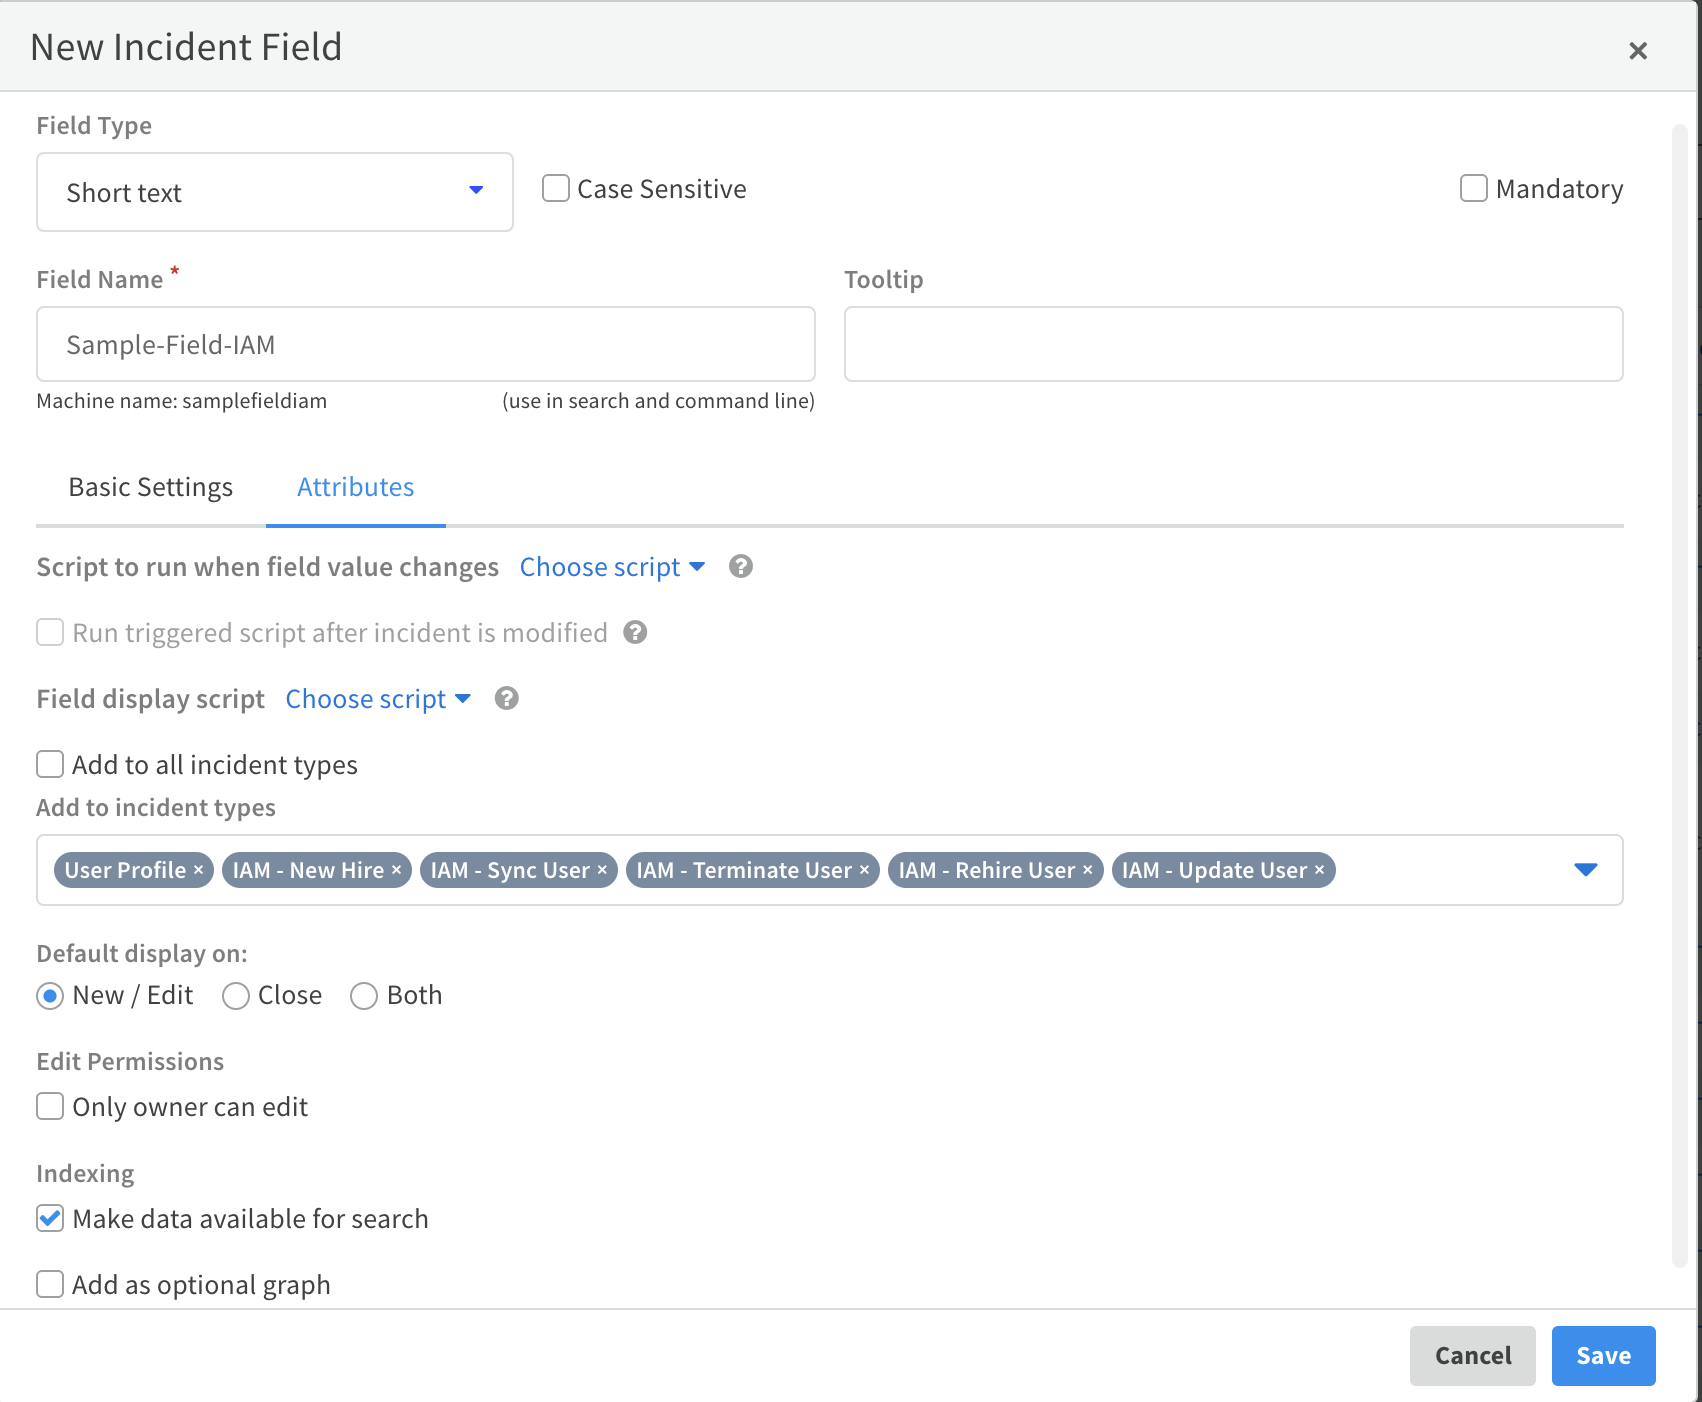 New Incident Field ×
Field Type
Short text
Case Sensitive
Mandatory
Field Name *
Tooltip
Sample-Field-IAM
Machine name: samplefieldiam (use in search and command line)
Basic Settings Attributes
Script to run when field value changes Choose script ?
Run triggered script after incident is modified ?
Field display script Choose script ?
Add to all incident types
Add to incident types
User Profile × IAM - New Hire × IAM - Sync User × IAM - Terminate User × IAM - Rehire User × IAM - Update User ×
Default display on:
New / Edit Close Both
Edit Permissions
Only owner can edit
Indexing
Make data available for search
Add as optional graph
Cancel Save